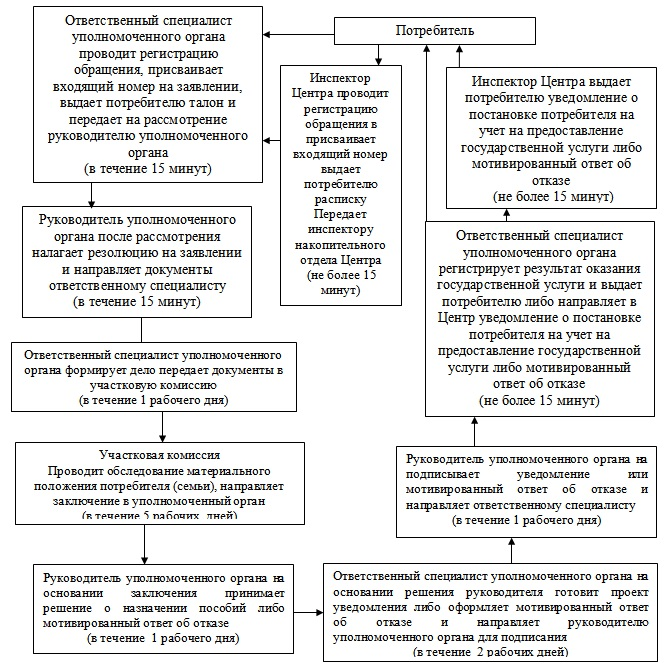 Потребитель
Ответственный специалист
уполномоченного органа
проводит регистрацию
обращения, присваивает
входящий номер на заявлении,
выдает потребителю талон и
передает на рассмотрение
руководителю уполномоченного
органа
(в течение 15 минут)
Инспектор
Центра проводит
регистрацию
обращения в
присваивает
входящий номер
выдает
потребителю
расписку
Передает
инспектору
накопительного
отдела Центра
(не более 15
минут)
Инспектор Центра выдает
потребителю уведомление о
постановке потребителя на
учет на предоставление
государственной услуги либо
мотивированный ответ об
отказе
(не более 15 минут)
Руководитель уполномоченного
органа после рассмотрения
налагает резолюцию на заявлении
и направляет документы
ответственному специалисту
(в течение 15 минут)
Ответственный специалист
уполномоченного органа
регистрирует результат оказания
государственной услуги и выдает
потребителю либо направляет в
Центр уведомление о постановке
потребителя на учет на
предоставление государственной
услуги либо мотивированный
ответ об отказе
(не более 15 минут)
Ответственный специалист уполномоченного
органа формирует дело передает документы в
участковую комиссию
(в течение 1 рабочего дня)
Участковая комиссия
Проводит обследование материального
положения потребителя (семьи), направляет
заключение в уполномоченный орган
(в течение 5 рабочих дней)
Руководитель уполномоченного органа на
подписывает уведомление или
мотивированный ответ об отказе и
направляет ответственному специалисту
(в течение 1 рабочего дня)
Руководитель уполномоченного органа на
основании заключения принимает
решение о назначении пособий либо
мотивированный ответ об отказе
(в течение 1 рабочего дня)
Ответственный специалист уполномоченного органа на
основании решения руководителя готовит проект
уведомления либо оформляет мотивированный ответ
об отказе и направляет руководителю
уполномоченного органа для подписания
(в течение 2 рабочих дней)